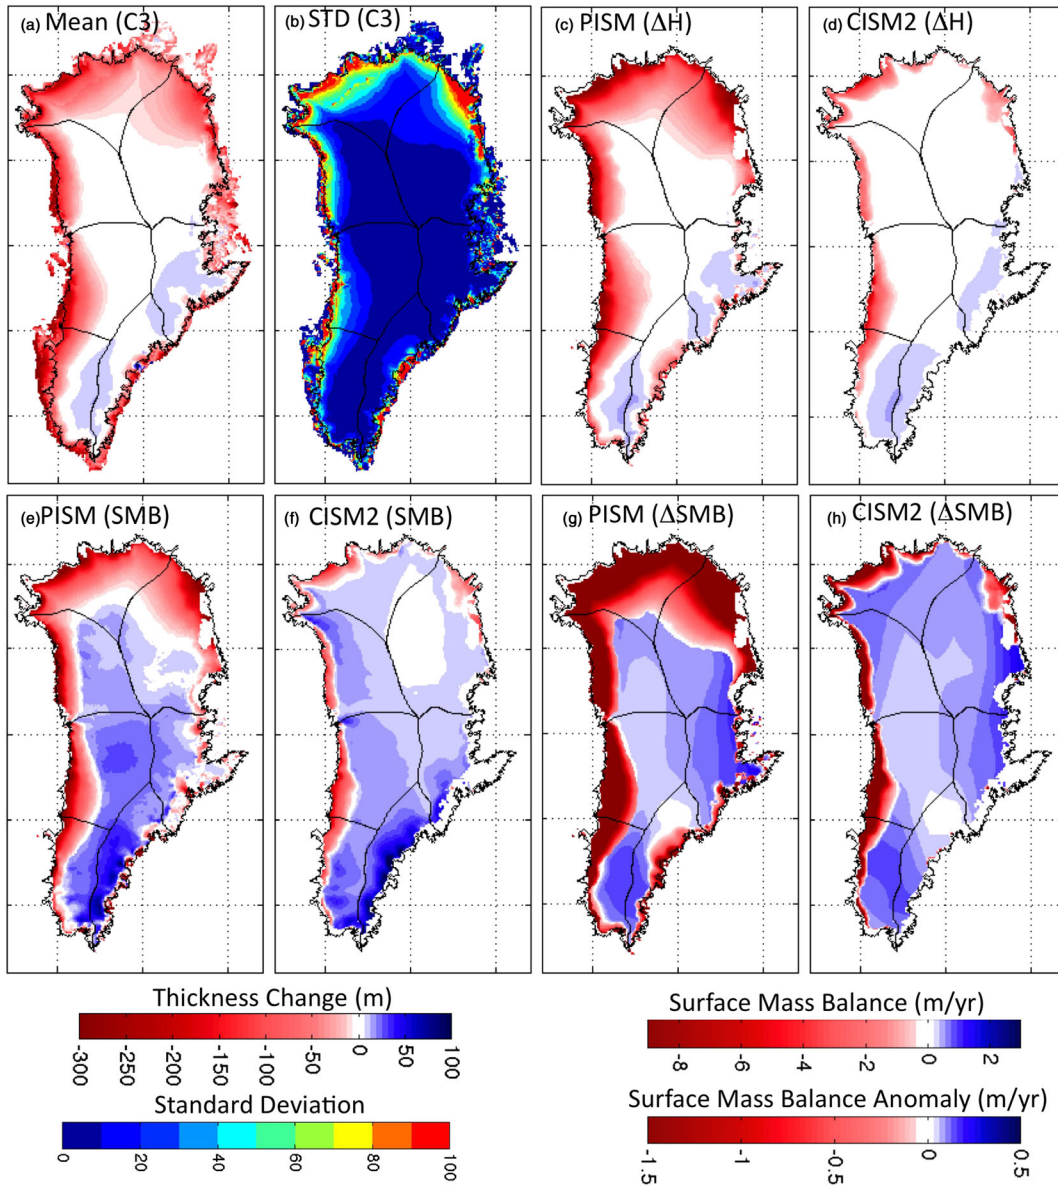 (a) Mean (C3)
(b) STD (C3)
(c) PISM (ΔH)
(d) CISM2 (ΔH)
(e) PISM (SMB)
(f) CISM2 (SMB)
(g) PISM (ΔSMB)
(h) CISM2 (ΔSMB)
Thickness Change (m)
-300 -250 -200 -150 -100 -50 0 50 100
Standard Deviation
0 20 40 60 80 100
Surface Mass Balance (m/yr)
-8 -6 -4 -2 0 2
Surface Mass Balance Anomaly (m/yr)
-1.5 -1 -0.5 0 0.5